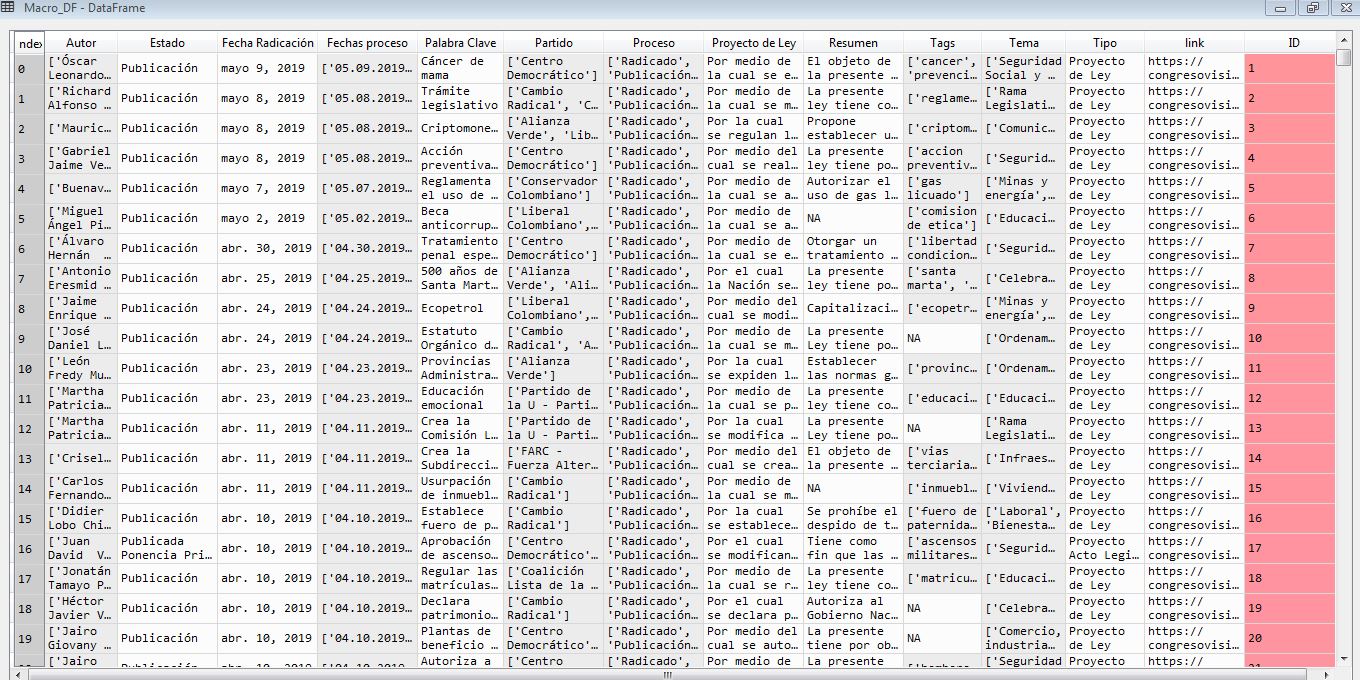 Macro_DF - DataFrame
ndex Autor Estado Fecha Radicación Fechas proceso Palabra Clave Partido Proceso Proyecto de Ley Resumen Tags Tema Tipo link ID
0 ['Óscar Leonardo… Publicación mayo 9, 2019 ['05.09.2019… Cáncer de mama ['Centro Democrático'] ['Radicado', 'Publicación… Por medio de la cual se e… El objeto de la presente … ['cancer', 'prevenci… ['Seguridad Social y … Proyecto de Ley https://congresovisi… 1
1 ['Richard Alfonso … Publicación mayo 8, 2019 ['05.08.2019… Trámite legislativo ['Cambio Radical', 'C… ['Radicado', 'Publicación… Por medio de la cual se m… La presente ley tiene co… ['reglame… ['Rama Legislati… Proyecto de Ley https://congresovisi… 2
2 ['Mauric… Publicación mayo 8, 2019 ['05.08.2019… Criptomone… ['Alianza Verde', 'Lib… ['Radicado', 'Publicación… Por la cual se regulan l… Propone establecer u… ['criptom… ['Comunic… Proyecto de Ley https://congresovisi… 3
3 ['Gabriel Jaime Ve… Publicación mayo 8, 2019 ['05.08.2019… Acción preventiva… ['Centro Democrático'] ['Radicado', 'Publicación… Por medio del cual se real… La presente ley tiene po… ['accion preventiv… ['Segurid… Proyecto de Ley https://congresovisi… 4
4 ['Buenav… Publicación mayo 7, 2019 ['05.07.2019… Reglamenta el uso de … ['Conservador Colombiano'] ['Radicado', 'Publicación… Por medio de la cual a… Autorizar el uso de gas l… ['gas licuado'] ['Minas y energía',… Proyecto de Ley https://congresovisi… 5
5 ['Miguel Ángel Pi… Publicación mayo 2, 2019 ['05.02.2019… Beca anticorrup… ['Liberal Colombiano',… ['Radicado', 'Publicación… Por medio de la cual se a… NA ['comision de etica'] ['Educaci… Proyecto de Ley https://congresovisi… 6
6 ['Álvaro Hernán … Publicación abr. 30, 2019 ['04.30.2019… Tratamiento penal espe… ['Centro Democrático'] ['Radicado', 'Publicación… Por medio de la cual se e… Otorgar un tratamiento … ['libertad condicion… ['Segurid… Proyecto de Ley https://congresovisi… 7
7 ['Antonio Eresmid … Publicación abr. 25, 2019 ['04.25.2019… 500 años de Santa Mart… ['Alianza Verde', 'Ali… ['Radicado', 'Publicación… Por el cual la Nación se… La presente ley tiene po… ['santa marta', '… ['Celebra… Proyecto de Ley https://congresovisi… 8
8 ['Jaime Enrique … Publicación abr. 24, 2019 ['04.24.2019… Ecopetrol ['Liberal Colombiano',… ['Radicado', 'Publicación… Por medio del cual se modi… Capitalizaci… ['ecopetr… ['Minas y energía',… Proyecto de Ley https://congresovisi… 9
9 ['José Daniel L… Publicación abr. 24, 2019 ['04.24.2019… Estatuto Orgánico d… ['Cambio Radical', 'A… ['Radicado', 'Publicación… Por medio de la cual se m… La presente Ley tiene po… NA ['Ordenam… Proyecto de Ley https://congresovisi… 10
10 ['León Fredy Mu… Publicación abr. 23, 2019 ['04.23.2019… Provincias Administra… ['Alianza Verde'] ['Radicado', 'Publicación… Por la cual se expiden l… Establecer las normas g… ['provinc… ['Ordenam… Proyecto de Ley https://congresovisi… 11
11 ['Martha Patricia… Publicación abr. 23, 2019 ['04.23.2019… Educación emocional ['Partido de la U - Parti… ['Radicado', 'Publicación… Por medio de la cual se p… La presente ley tiene co… ['educaci… ['Educaci… Proyecto de Ley https://congresovisi… 12
12 ['Martha Patricia… Publicación abr. 11, 2019 ['04.11.2019… Crea la Comisión L… ['Partido de la U - Parti… ['Radicado', 'Publicación… Por la cual se modifica … La presente Ley tiene po… NA ['Rama Legislati… Proyecto de Ley https://congresovisi… 13
13 ['Crisel… Publicación abr. 11, 2019 ['04.11.2019… Crea la Subdirecci… ['FARC - Fuerza Alter… ['Radicado', 'Publicación… Por medio del cual se crea… El objeto de la presente … ['vias terciaria… ['Infraes… Proyecto de Ley https://congresovisi… 14
14 ['Carlos Fernando… Publicación abr. 11, 2019 ['04.11.2019… Usurpación de inmuebl… ['Cambio Radical'] ['Radicado', 'Publicación… Por medio de la cual se m… NA ['inmuebl… ['Viviend… Proyecto de Ley https://congresovisi… 15
15 ['Didier Lobo Chi… Publicación abr. 10, 2019 ['04.10.2019… Establece fuero de p… ['Cambio Radical'] ['Radicado', 'Publicación… Por la cual se establece… Se prohíbe el despido de t… ['fuero de paternida… ['Laboral', 'Bienesta… Proyecto de Ley https://congresovisi… 16
16 ['Juan David V… Publicada Ponencia Pri… abr. 10, 2019 ['04.10.2019… Aprobación de ascenso… ['Centro Democrático'… ['Radicado', 'Publicación… Por el cual se modifican… Tiene como fin que las … ['ascensos militares… ['Segurid… Proyecto Acto Legi… https://congresovisi… 17
17 ['Jonatán Tamayo P… Publicación abr. 10, 2019 ['04.10.2019… Regular las matrículas… ['Coalición Lista de la … ['Radicado', 'Publicación… Por medio de la cual se r… La presente ley tiene co… ['matricu… ['Educaci… Proyecto de Ley https://congresovisi… 18
18 ['Héctor Javier V… Publicación abr. 10, 2019 ['04.10.2019… Declara patrimonio… ['Cambio Radical'] ['Radicado', 'Publicación… Por el cual se declara p… Autoriza al Gobierno Nac… NA ['Celebra… Proyecto de Ley https://congresovisi… 19
19 ['Jairo Giovany … Publicación abr. 10, 2019 ['04.10.2019… Plantas de beneficio … ['Centro Democrático'… ['Radicado', 'Publicación… Por medio del cual se auto… La presente ley tiene por ob… NA ['Comercio, industria… Proyecto de Ley https://congresovisi… 20
['Jairo Autoriza a ['Centro ['Radicado', Por medio de La presente ['Seguridad Proyecto https://